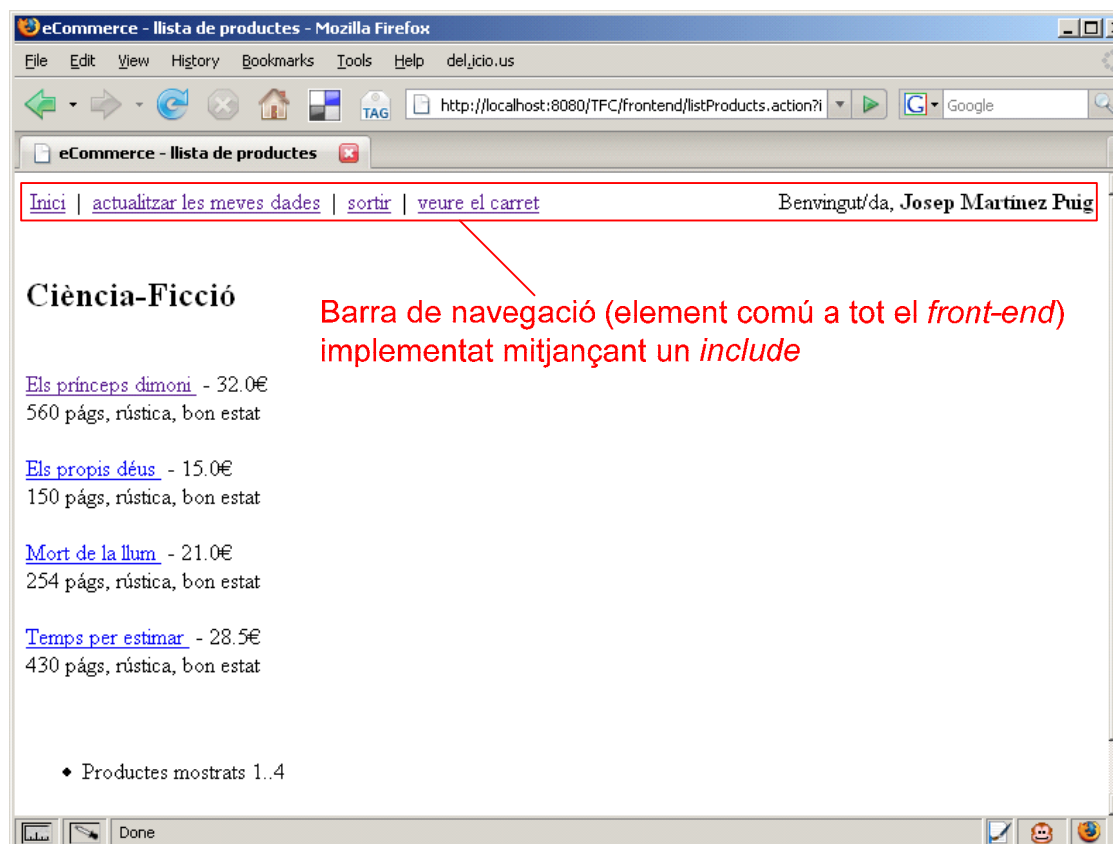 eCommerce - llista de productes - Mozilla Firefox
File Edit View History Bookmarks Tools Help del.icio.us
TAG http://localhost:8080/TFC/frontend/listProducts.action?i G Google
eCommerce - llista de productes
Inici | actualitzar les meves dades | sortir | veure el carret Benvingut/da, Josep Martínez Puig
Ciència-Ficció
Barra de navegació (element comú a tot el front-end)
implementat mitjançant un include
Els prínceps dimoni - 32.0€
560 págs, rústica, bon estat
Els propis déus - 15.0€
150 págs, rústica, bon estat
Mort de la llum - 21.0€
254 págs, rústica, bon estat
Temps per estimar - 28.5€
430 págs, rústica, bon estat
• Productes mostrats 1..4
Done